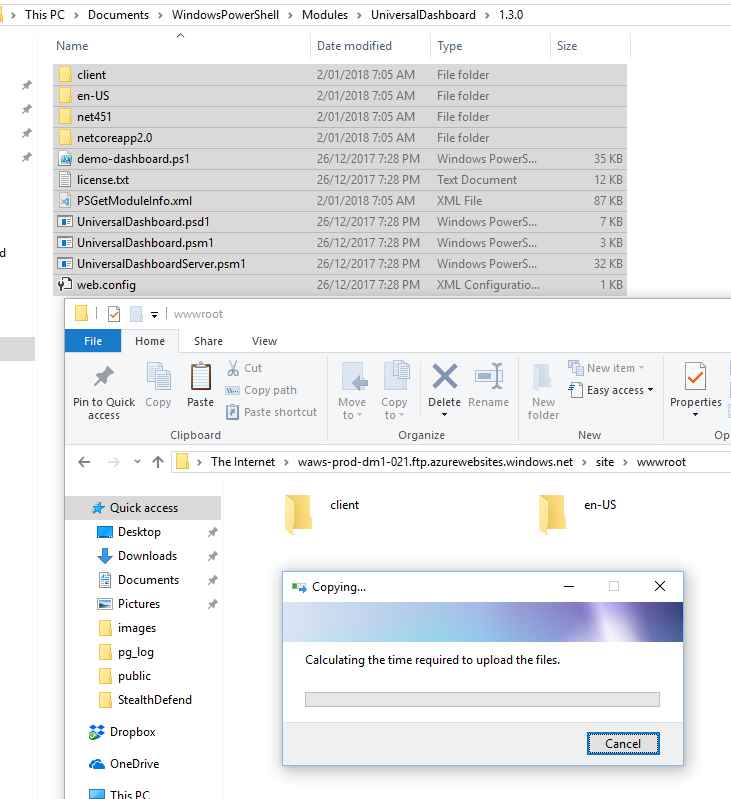 This PC > Documents > WindowsPowerShell > Modules > UniversalDashboard > 1.3.0
Name Date modified Type Size
client 2/01/2018 7:05 AM File folder
en-US 2/01/2018 7:05 AM File folder
net451 2/01/2018 7:05 AM File folder
netcoreapp2.0 2/01/2018 7:05 AM File folder
demo-dashboard.ps1 26/12/2017 7:28 PM Windows PowerS... 35 KB
license.txt 26/12/2017 7:28 PM Text Document 12 KB
PSGetModuleInfo.xml 2/01/2018 7:05 AM XML File 87 KB
UniversalDashboard.psd1 26/12/2017 7:28 PM Windows PowerS... 7 KB
UniversalDashboard.psm1 26/12/2017 7:28 PM Windows PowerS... 3 KB
UniversalDashboardServer.psm1 26/12/2017 7:28 PM Windows PowerS... 32 KB
web.config 26/12/2017 7:28 PM XML Configuratio... 1 KB
d
wwwroot
File Home Share View
Pin to Quick access
Copy
Paste
Cut
Copy path
Paste shortcut
Clipboard
Move to
Copy to
Delete
Rename
Organize
New folder
New item
Easy access
New
Properties
Op
The Internet > waws-prod-dm1-021.ftp.azurewebsites.windows.net > site > wwwroot
Quick access
Desktop
Downloads
Documents
Pictures
images
pg_log
public
StealthDefend
Dropbox
OneDrive
This PC
client
en-US
Copying...
Calculating the time required to upload the files.
Cancel